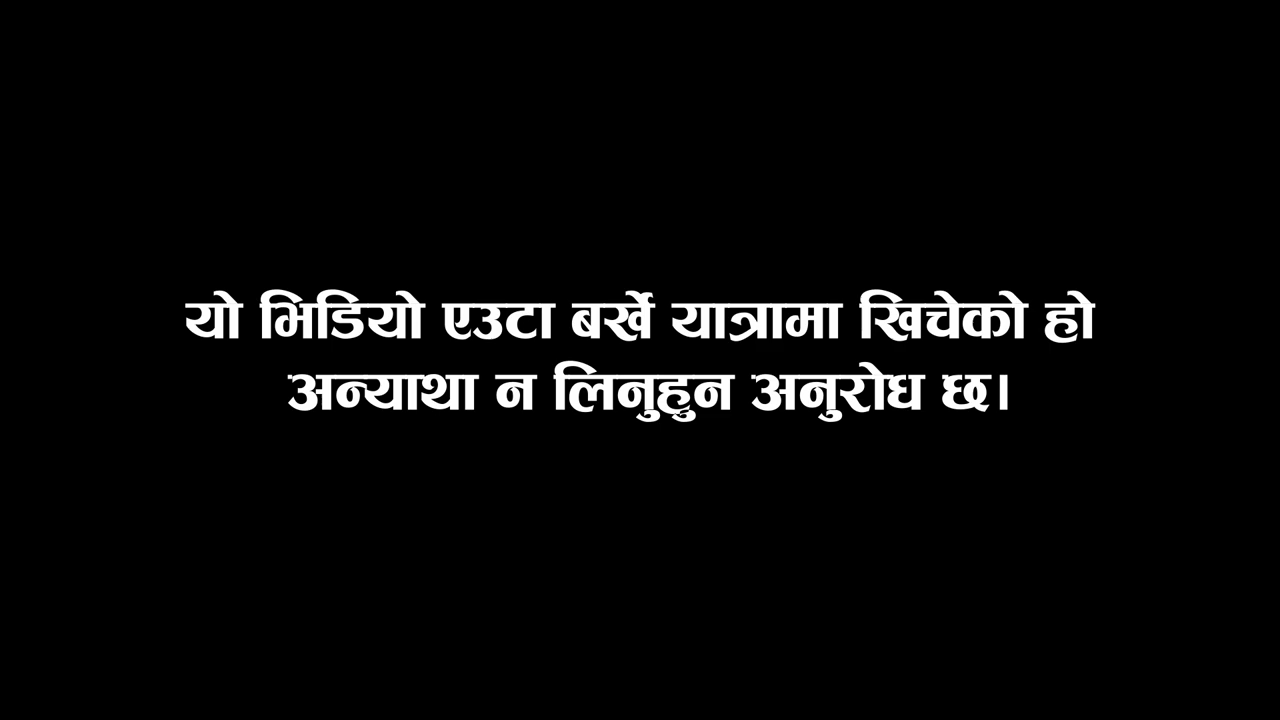 यो भिडियो एउटा बर्खे यात्रामा खिचेको हो
अन्याथा न लिनुहुन अनुरोध छ।